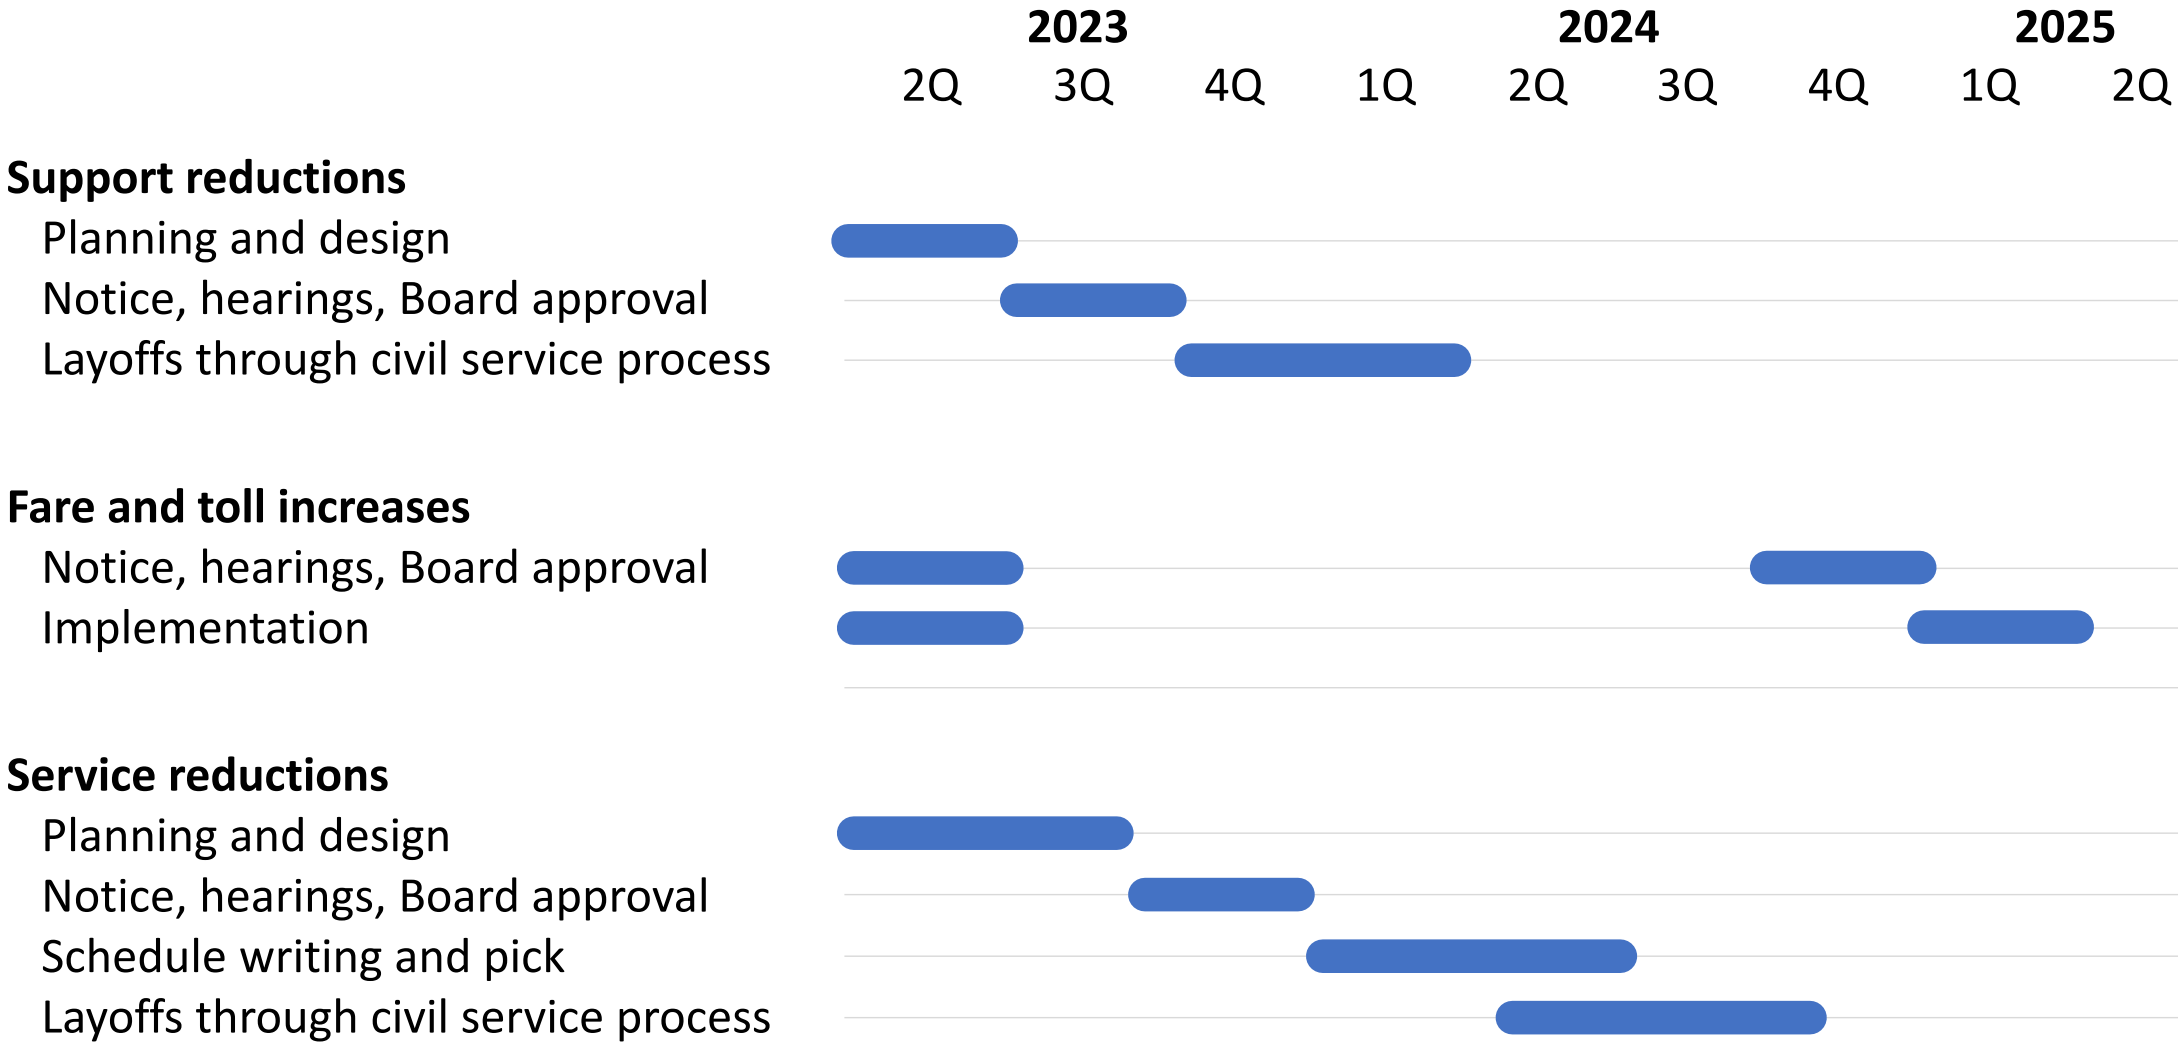 2023 2024 2025
2Q 3Q 4Q 1Q 2Q 3Q 4Q 1Q 2Q
Support reductions
Planning and design
Notice, hearings, Board approval
Layoffs through civil service process
Fare and toll increases
Notice, hearings, Board approval
Implementation
Service reductions
Planning and design
Notice, hearings, Board approval
Schedule writing and pick
Layoffs through civil service process